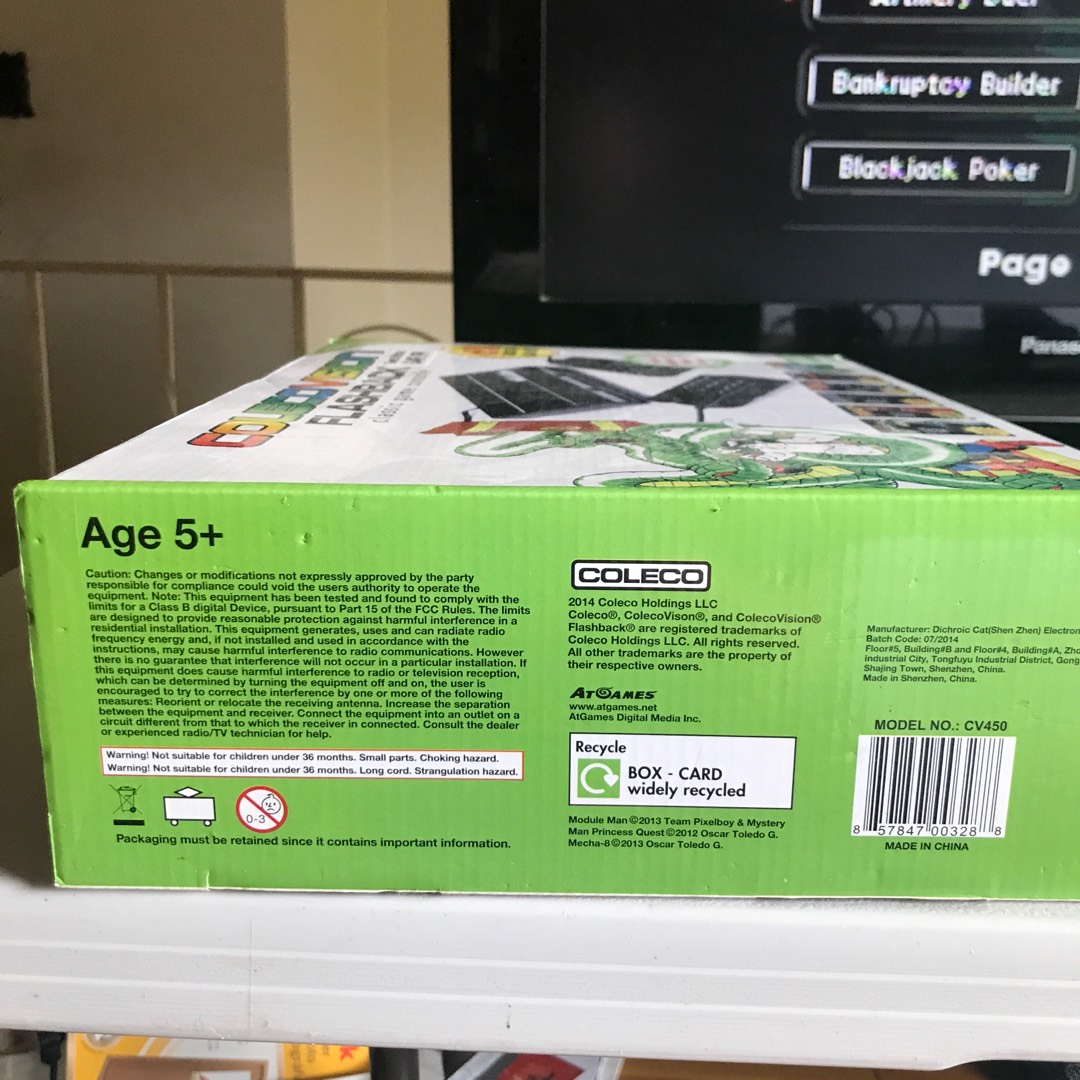 Bankruptcy Builder
Blackjack Poker
Page
COLECOVISION
FLASHBACK
classic game console
Age 5+
Caution: Changes or modifications not expressly approved by the party
responsible for compliance could void the users authority to operate the
equipment. Note: This equipment has been tested and found to comply with the
limits for a Class B digital Device, pursuant to Part 15 of the FCC Rules. The limits
are designed to provide reasonable protection against harmful interference in a
residential installation. This equipment generates, uses and can radiate radio
frequency energy and, if not installed and used in accordance with the
instructions, may cause harmful interference to radio communications. However
there is no guarantee that interference will not occur in a particular installation. If
this equipment does cause harmful interference to radio or television reception,
which can be determined by turning the equipment off and on, the user is
encouraged to try to correct the interference by one or more of the following
measures: Reorient or relocate the receiving antenna. Increase the separation
between the equipment and receiver. Connect the equipment into an outlet on a
circuit different from that to which the receiver in connected. Consult the dealer
or experienced radio/TV technician for help.
Warning! Not suitable for children under 36 months. Small parts. Choking hazard.
Warning! Not suitable for children under 36 months. Long cord. Strangulation hazard.
0-3
Packaging must be retained since it contains important information.
COLECO
2014 Coleco Holdings LLC
Coleco®, ColecoVison®, and ColecoVision®
Flashback® are registered trademarks of
Coleco Holdings LLC. All rights reserved.
All other trademarks are the property of
their respective owners.
ATGAMES
www.atgames.net
AtGames Digital Media Inc.
Recycle
BOX - CARD
widely recycled
Module Man©2013 Team Pixelboy & Mystery
Man Princess Quest©2012 Oscar Toledo G.
Mecha-8©2013 Oscar Toledo G.
Manufacturer: Dichroic Cat(Shen Zhen) Electron
Batch Code: 07/2014
Floor#5, Building#B and Floor#4, Building#A, Zho
industrial City, Tongfuyu Industrial District, Gong
Shajing Town, Shenzhen, China.
Made in Shenzhen, China.
MODEL NO.: CV450
8 57847 00328 8
MADE IN CHINA